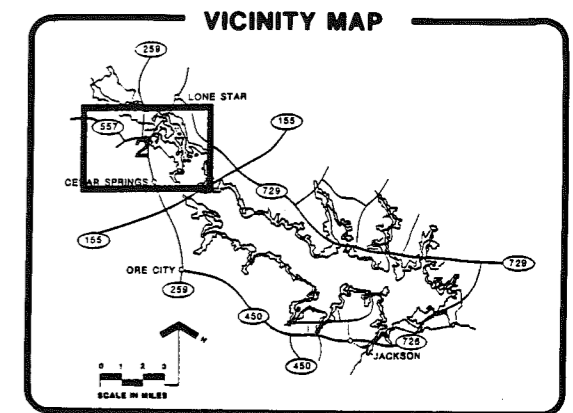 VICINITY MAP
259
LONE STAR
155
557
2
CEDAR SPRINGS
729
155
729
ORE CITY
259
450
726
JACKSON
450
N
0 1 2 3
SCALE IN MILES